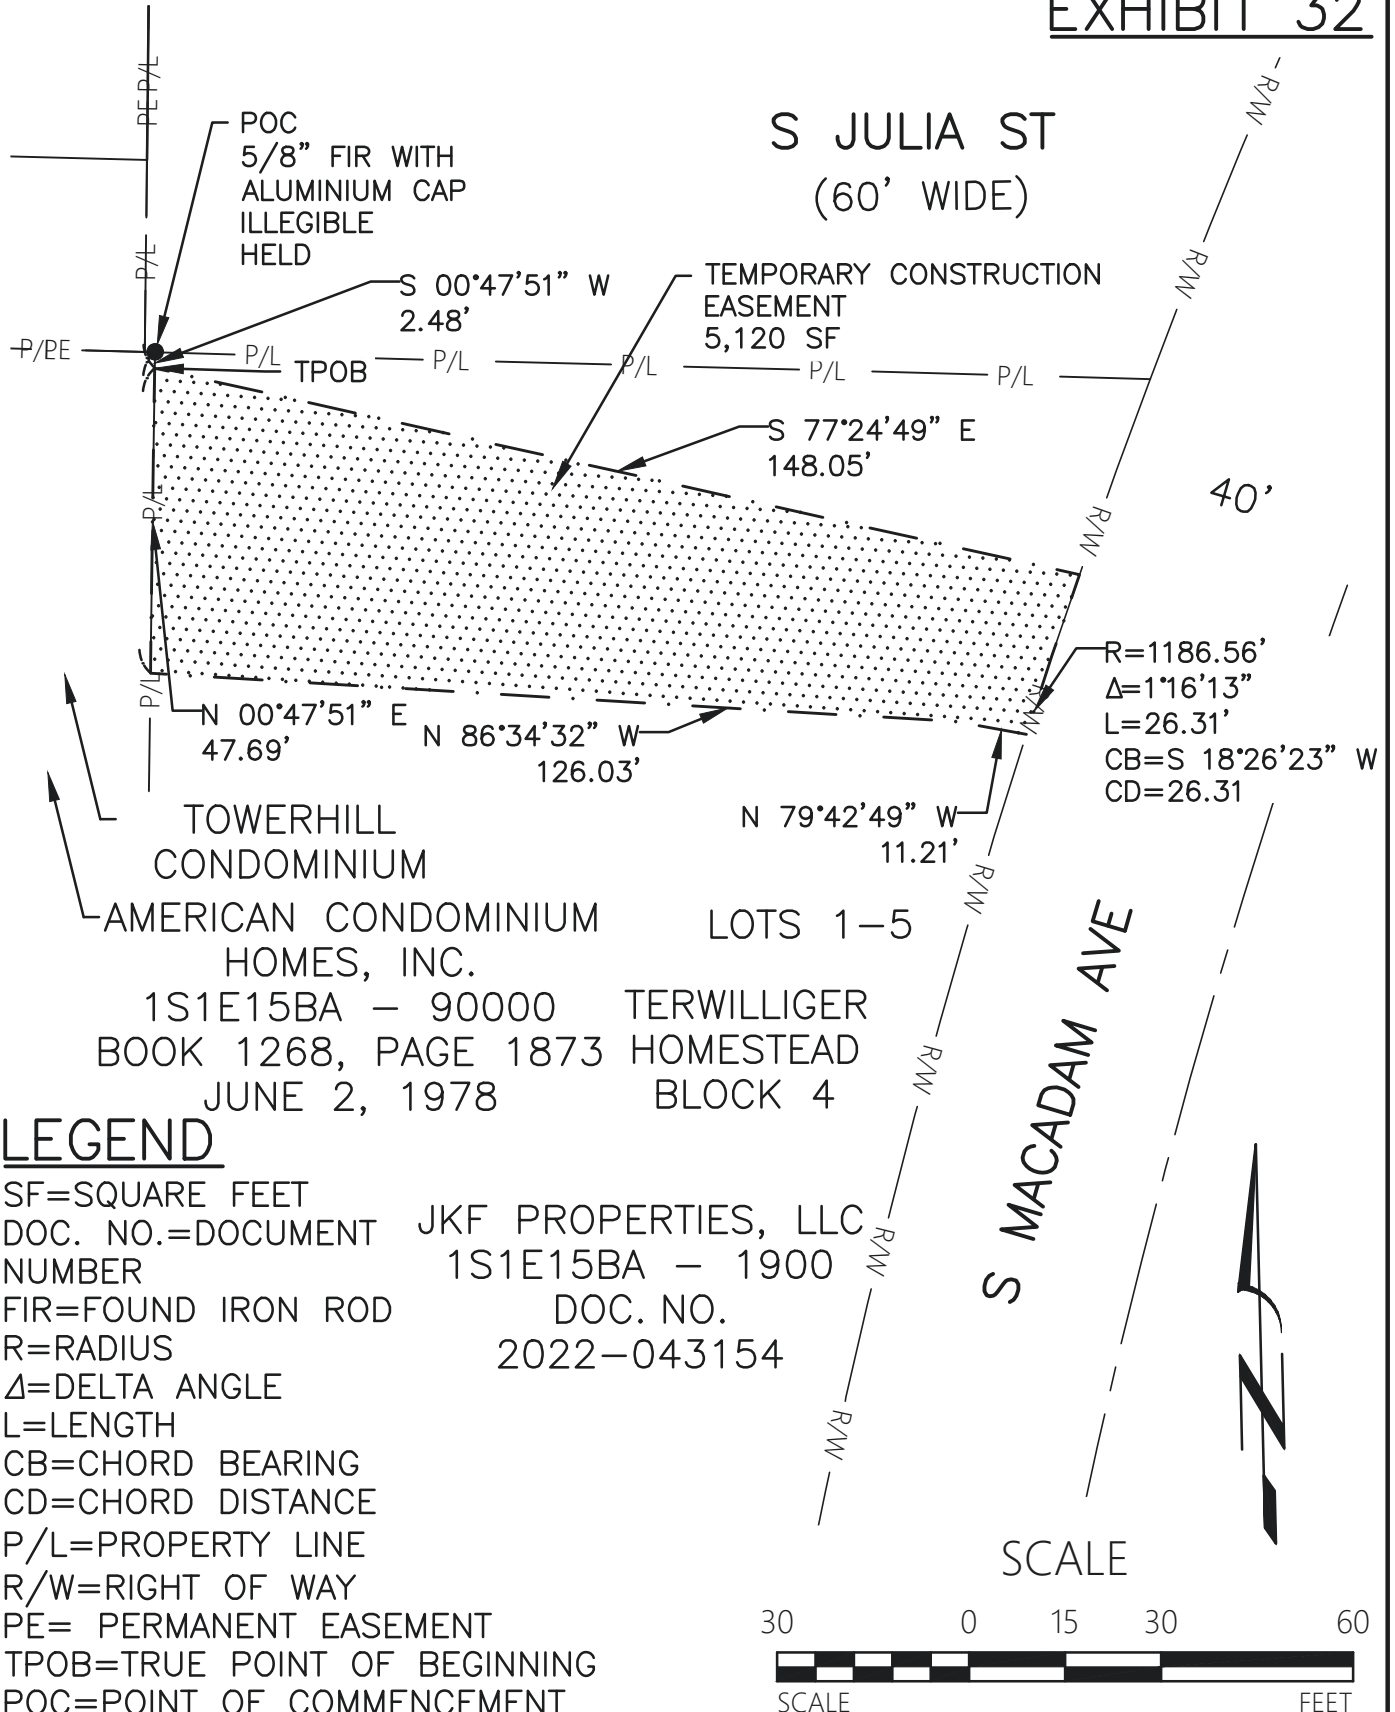 EXHIBIT 32
PE P/L
R/W
POC
5/8" FIR WITH
ALUMINIUM CAP
ILLEGIBLE
HELD
S JULIA ST
(60' WIDE)
P/L
R/W
S 00°47'51" W
2.48'
TEMPORARY CONSTRUCTION
EASEMENT
5,120 SF
P/L
PE
P/L
P/L
P/L
P/L
P/L
TPOB
S 77°24'49" E
148.05'
P/L
R/W
40'
R=1186.56'
Δ=1°16'13"
L=26.31'
CB=S 18°26'23" W
CD=26.31
P/L
R/W
N 00°47'51" E
47.69'
N 86°34'32" W
126.03'
N 79°42'49" W
11.21'
TOWERHILL
CONDOMINIUM
R/W
AMERICAN CONDOMINIUM
HOMES, INC.
1S1E15BA - 90000
BOOK 1268, PAGE 1873
JUNE 2, 1978
LOTS 1-5
TERWILLIGER
HOMESTEAD
BLOCK 4
R/W
S MACADAM AVE
LEGEND
SF=SQUARE FEET
DOC. NO.=DOCUMENT
NUMBER
FIR=FOUND IRON ROD
R=RADIUS
Δ=DELTA ANGLE
L=LENGTH
CB=CHORD BEARING
CD=CHORD DISTANCE
P/L=PROPERTY LINE
R/W=RIGHT OF WAY
PE= PERMANENT EASEMENT
TPOB=TRUE POINT OF BEGINNING
POC=POINT OF COMMENCEMENT
JKF PROPERTIES, LLC
1S1E15BA - 1900
DOC. NO.
2022-043154
R/W
R/W
N
SCALE
30 0 15 30 60
SCALE FEET